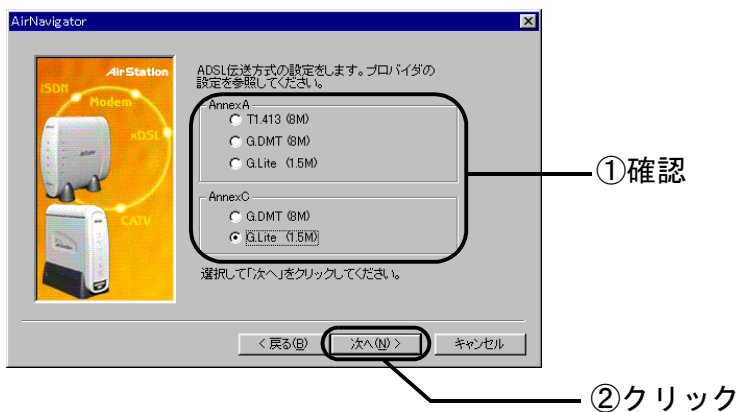 AirNavigator
AirStation
ISDN
Modem
xDSL
CATV
ADSL伝送方式の設定をします。プロバイダの
設定を参照してください。
AnnexA
T1.413 (8M)
G.DMT (8M)
G.Lite (1.5M)
AnnexC
G.DMT (8M)
G.Lite (1.5M)
選択して「次へ」をクリックしてください。
①確認
< 戻る(B)
次へ(N) >
キャンセル
②クリック